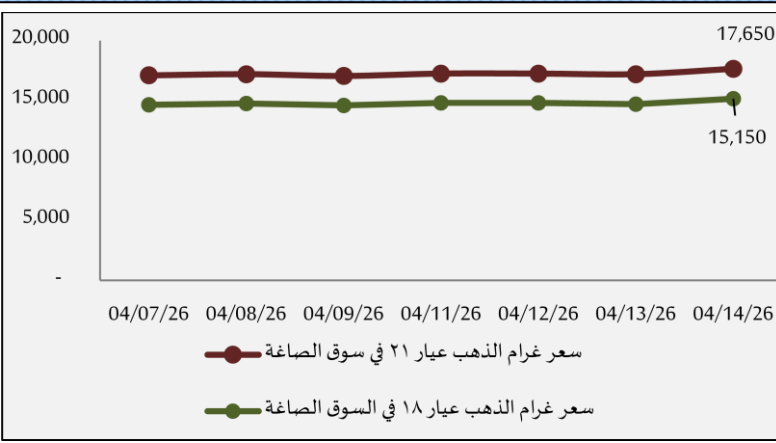 20,000
17,650
15,000
15,150
10,000
5,000
-
04/07/26 04/08/26 04/09/26 04/11/26 04/12/26 04/13/26 04/14/26
سعر غرام الذهب عيار ٢١ في سوق الصاغة
سعر غرام الذهب عيار ١٨ في السوق الصاغة